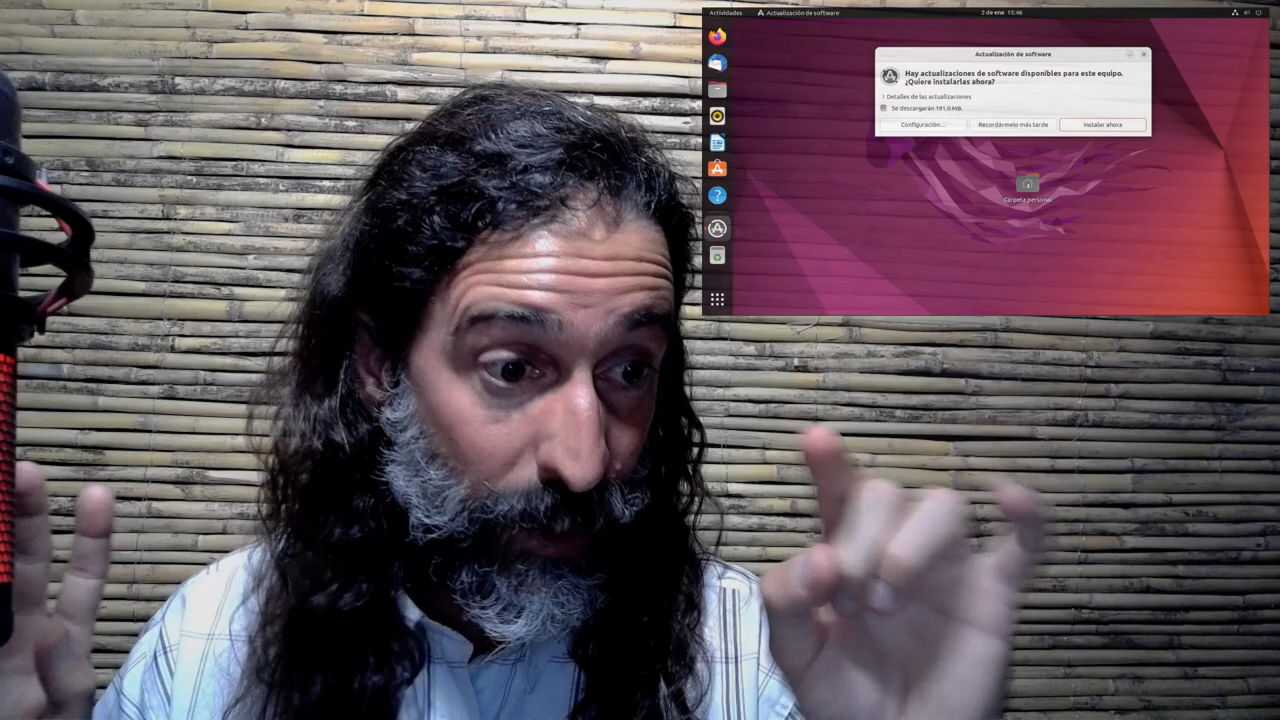 Actividades
Actualización de software
2 de ene 15:46
Actualización de software
Hay actualizaciones de software disponibles para este equipo.
¿Quiere instalarlas ahora?
Detalles de las actualizaciones
Se descargarán 191,0 MB.
Configuración...
Recordármelo más tarde
Instalar ahora
Carpeta personal